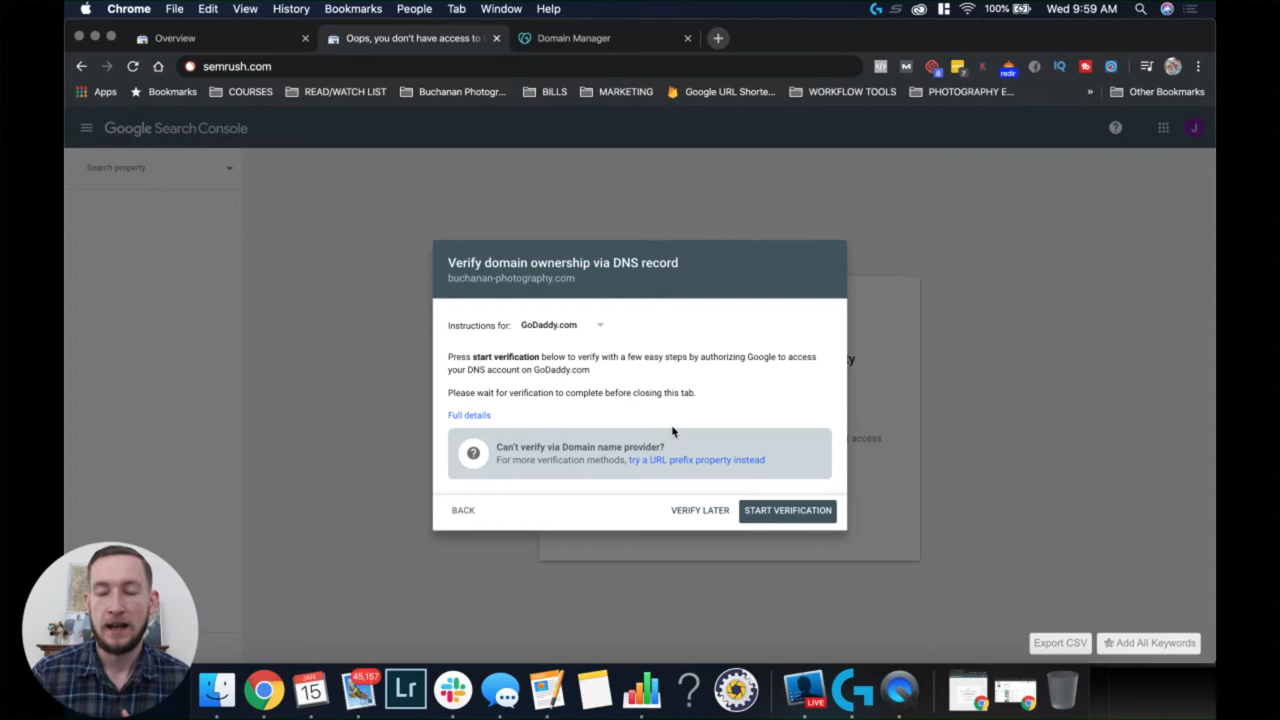 Chrome File Edit View History Bookmarks People Tab Window Help 100% Wed 9:59 AM
Overview Oops, you don't have access to Domain Manager
semrush.com
redir
Apps Bookmarks COURSES READ/WATCH LIST Buchanan Photogr... BILLS MARKETING Google URL Shorte... WORKFLOW TOOLS PHOTOGRAPHY E... » Other Bookmarks
Google Search Console J
Search property
Verify domain ownership via DNS record
buchanan-photography.com
Instructions for: GoDaddy.com
Press start verification below to verify with a few easy steps by authorizing Google to access
your DNS account on GoDaddy.com
Please wait for verification to complete before closing this tab.
Full details
Can't verify via Domain name provider?
For more verification methods, try a URL prefix property instead
access
BACK VERIFY LATER START VERIFICATION
Export CSV Add All Keywords
JAN
15
45,157
Lr
LIVE